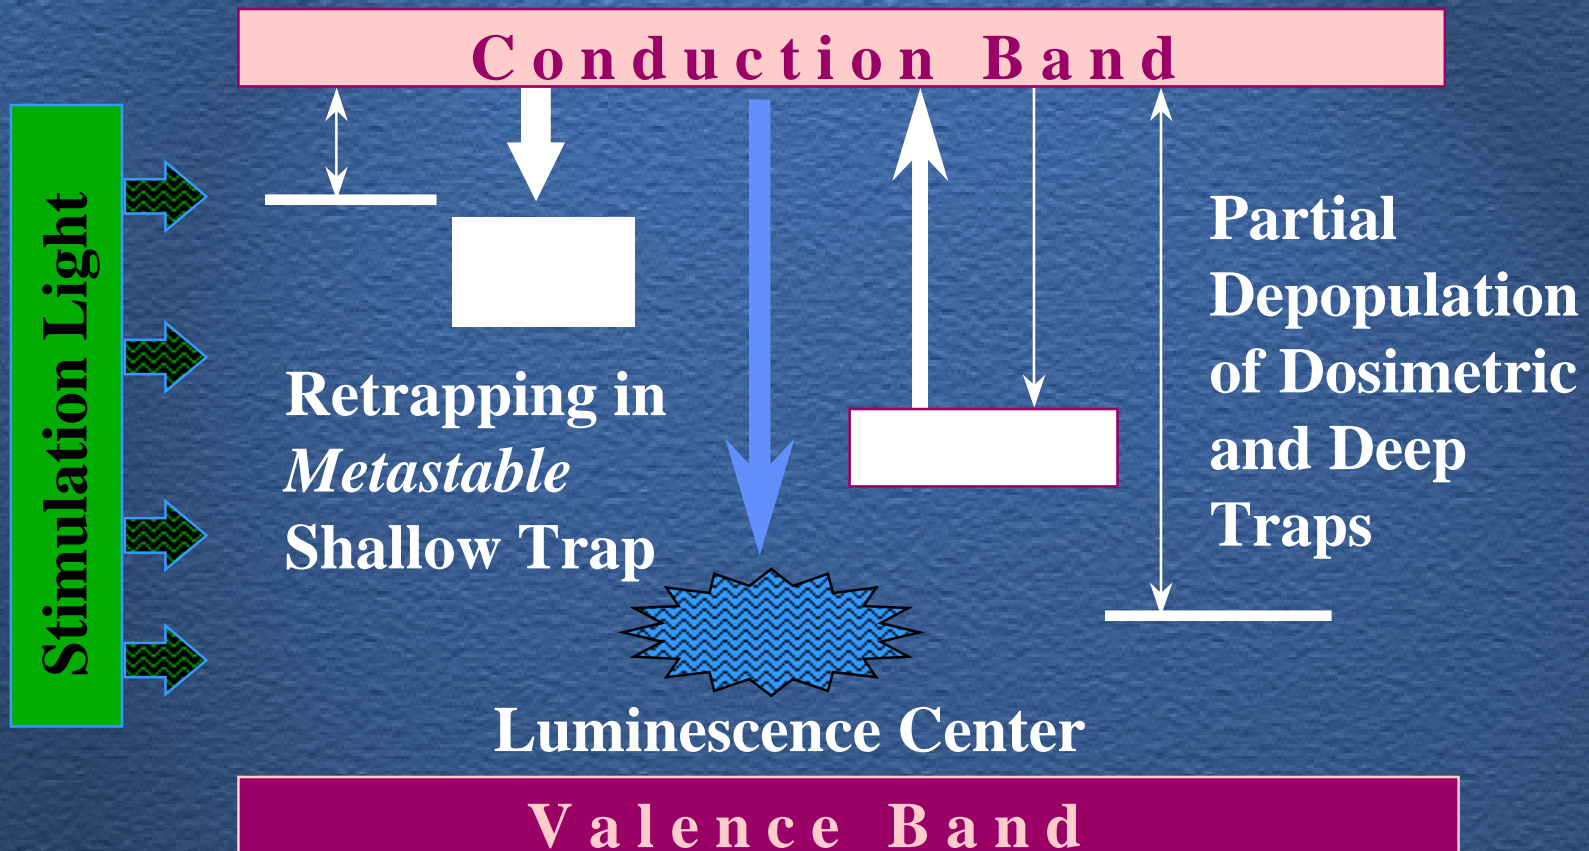 Conduction Band
Stimulation Light
Retrapping in
Metastable
Shallow Trap
Partial
Depopulation
of Dosimetric
and Deep
Traps
Luminescence Center
Valence Band